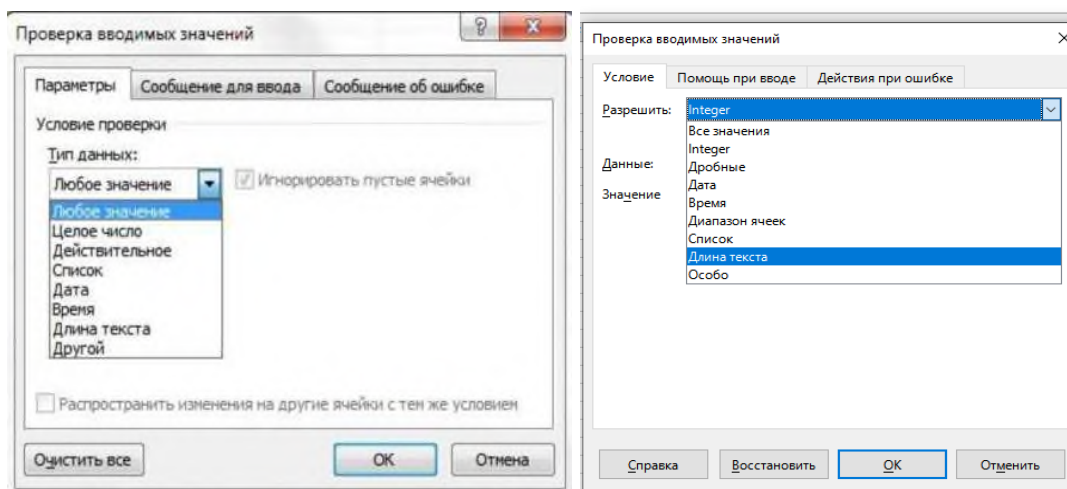 Проверка вводимых значений
Параметры
Сообщение для ввода
Сообщение об ошибке
Условие проверки
Тип данных:
Любое значение
Игнорировать пустые ячейки
Любое значение
Целое число
Действительное
Список
Дата
Время
Длина текста
Другой
Распространить изменения на другие ячейки с тем же условием
Очистить все
ОК
Отмена
Проверка вводимых значений
Условие
Помощь при вводе
Действия при ошибке
Разрешить:
Integer
Все значения
Integer
Дробные
Дата
Время
Диапазон ячеек
Список
Длина текста
Особо
Данные:
Значение
Справка
Восстановить
OK
Отменить